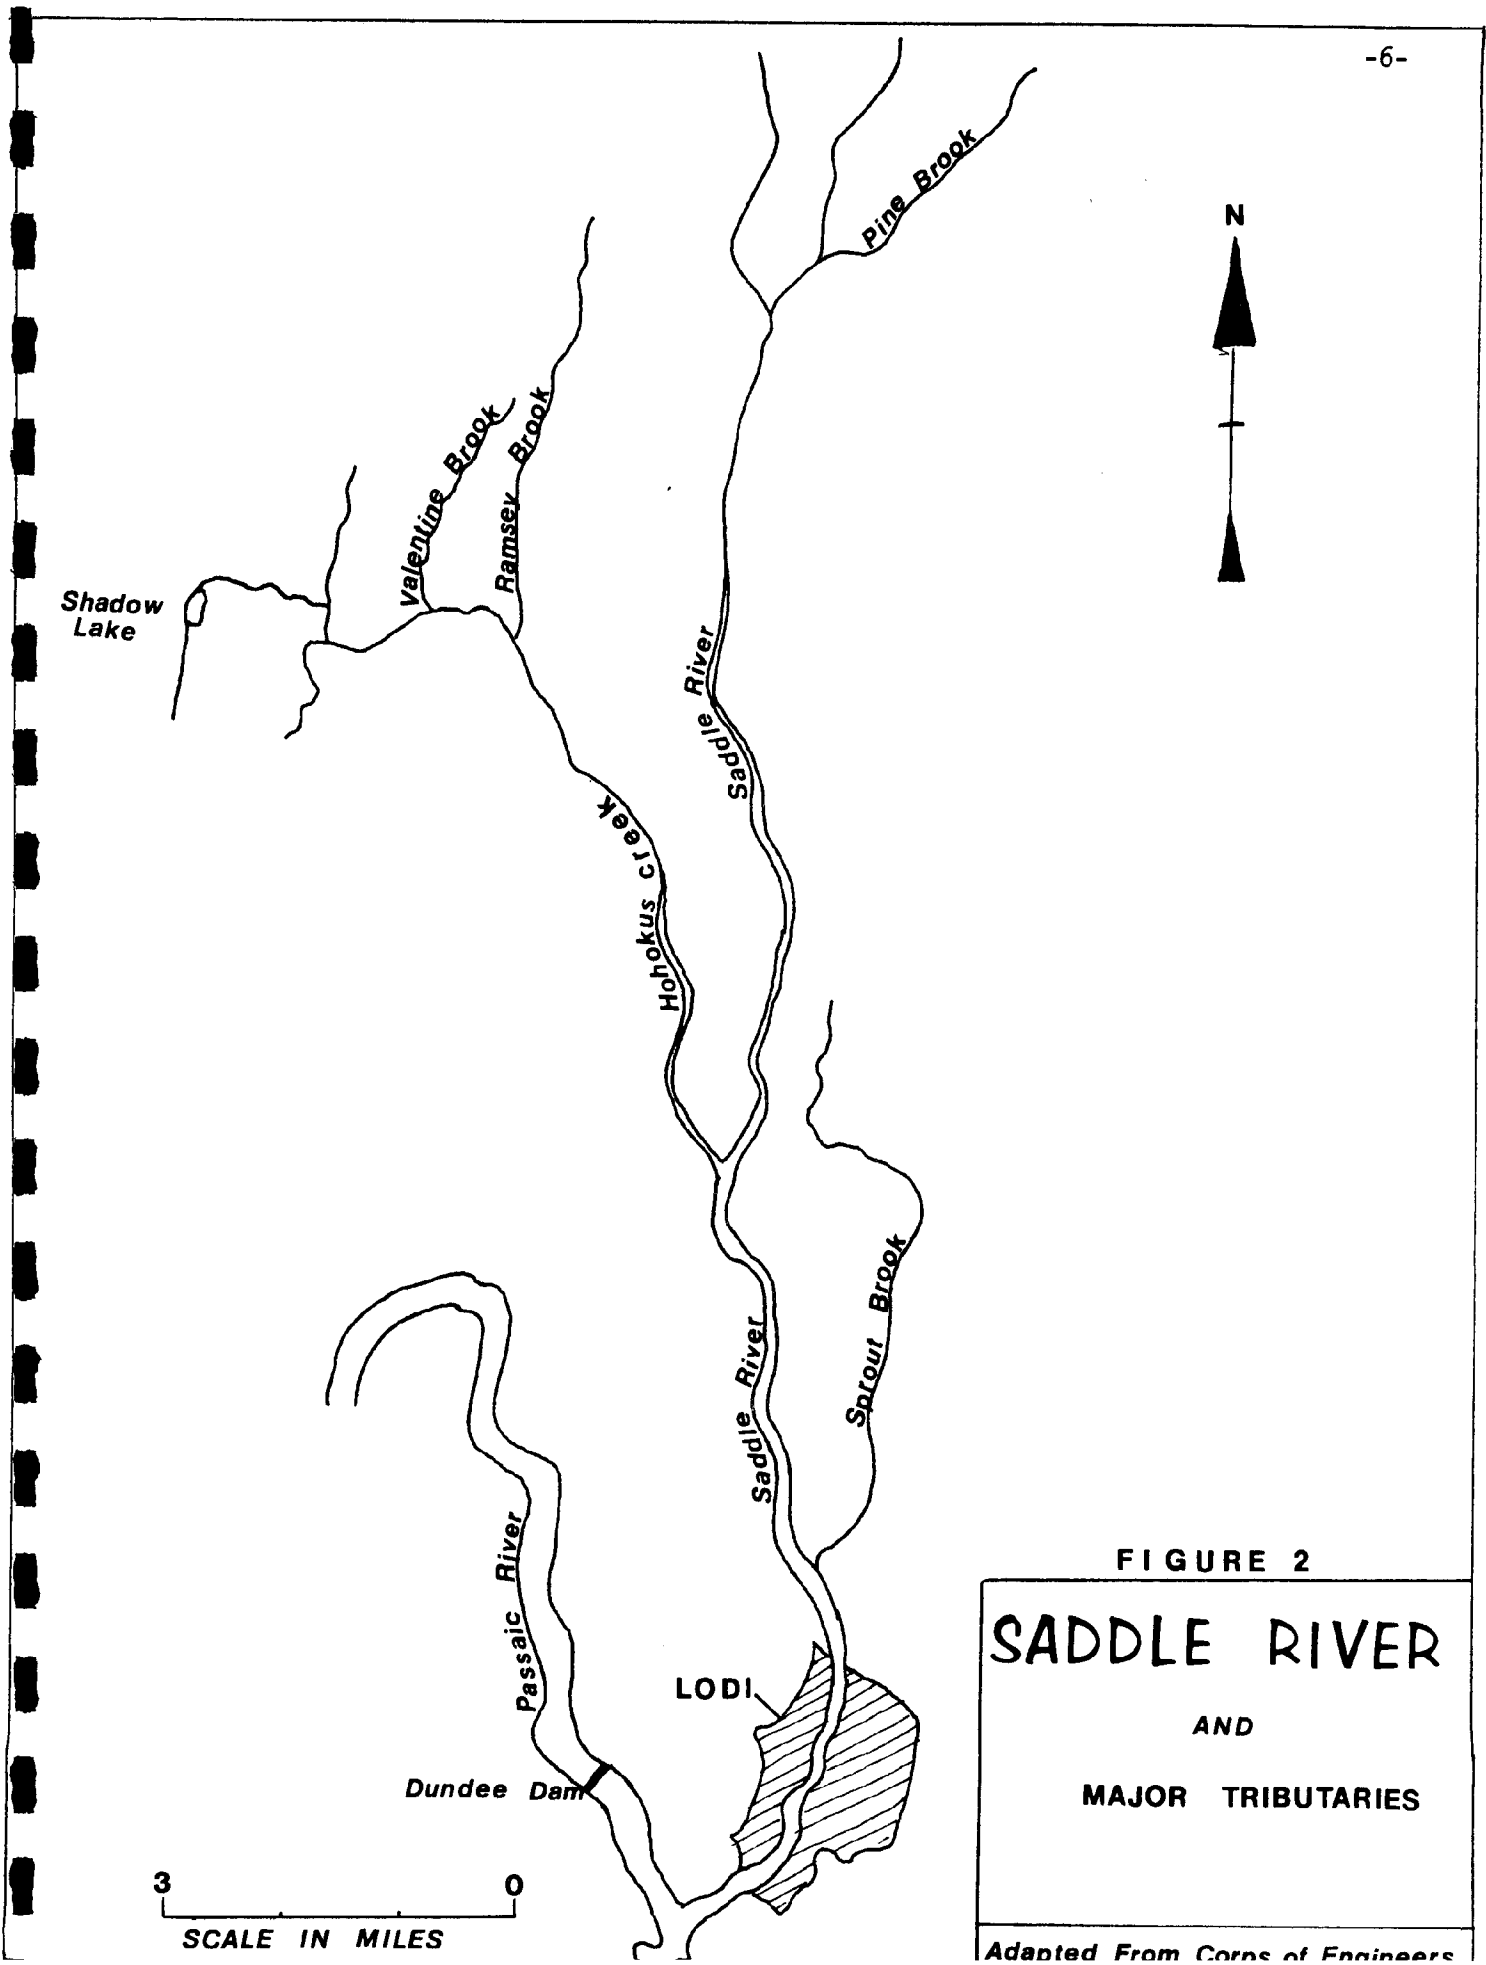 -6-
Pine Brook
N
Valentine Brook
Ramsey Brook
Shadow
Lake
Saddle River
Hohokus creek
Saddle River
Sprout Brook
Passaic River
FIGURE 2
SADDLE RIVER
AND
MAJOR TRIBUTARIES
LODI
Dundee Dam
3 0
SCALE IN MILES
Adapted From Corps of Engineers